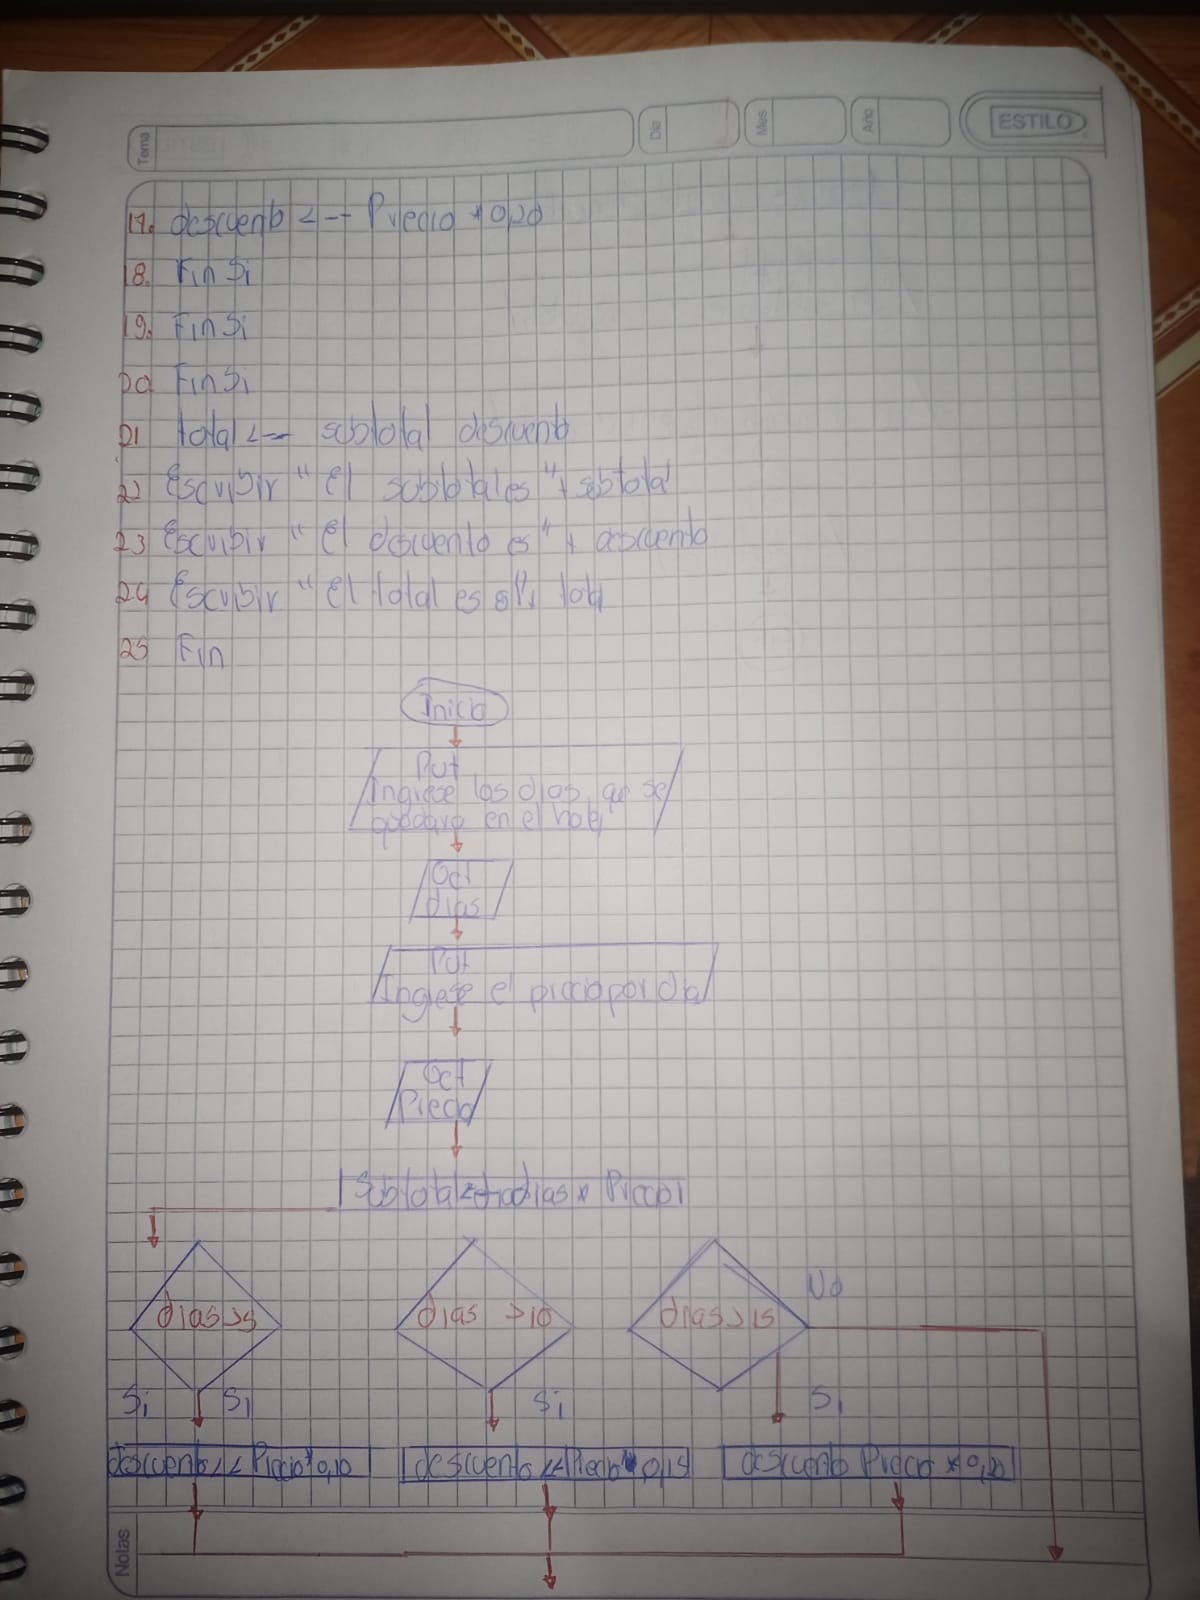 Tema
Dia
Mes
Año
ESTILO
17. descuento <-- Precio * 0,20
18. Fin Si
19. Fin Si
20 Fin Si
21 total <-- subtotal descuento
22 Escribir "El subtotal es" + subtotal
23 Escribir "El descuento es" + descuento
24 Escribir "El total es total
25 Fin
Inicio
Put
Ingrese los dias que se
quedara en el hotel
Oct
dias
Put
Ingrese el precio por dia
Oct
Precio
Subtotal dias * Precio
dias >5
dias >10
dias >15
No
Si
Si
Si
Si
descuento << Precio * 0,10
descuento << Precio * 0,15
descuento Precio * 0,20
Notas